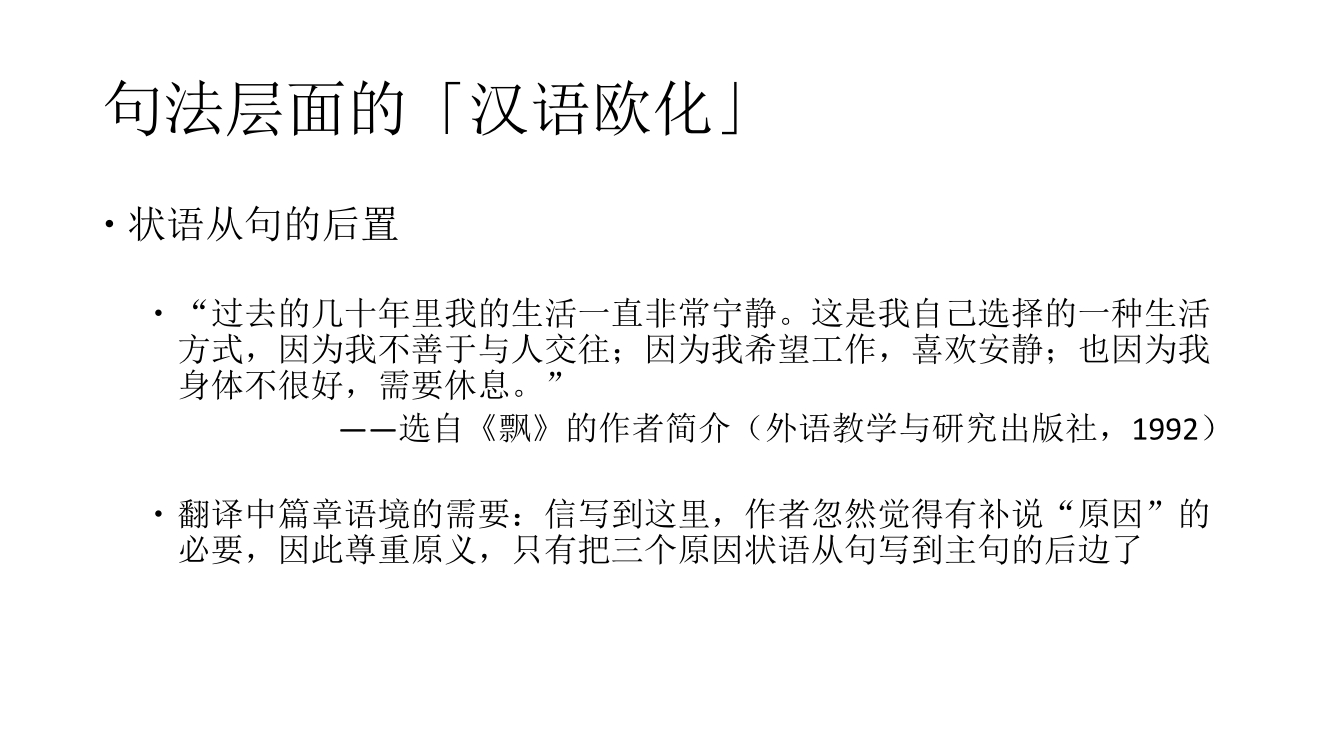 句法层面的「汉语欧化」
• 状语从句的后置
• “过去的几十年里我的生活一直非常宁静。这是我自己选择的一种生活
方式，因为我不善于与人交往；因为我希望工作，喜欢安静；也因为我
身体不很好，需要休息。”
——选自《飘》的作者简介（外语教学与研究出版社，1992）
• 翻译中篇章语境的需要：信写到这里，作者忽然觉得有补说“原因”的
必要，因此尊重原义，只有把三个原因状语从句写到主句的后边了